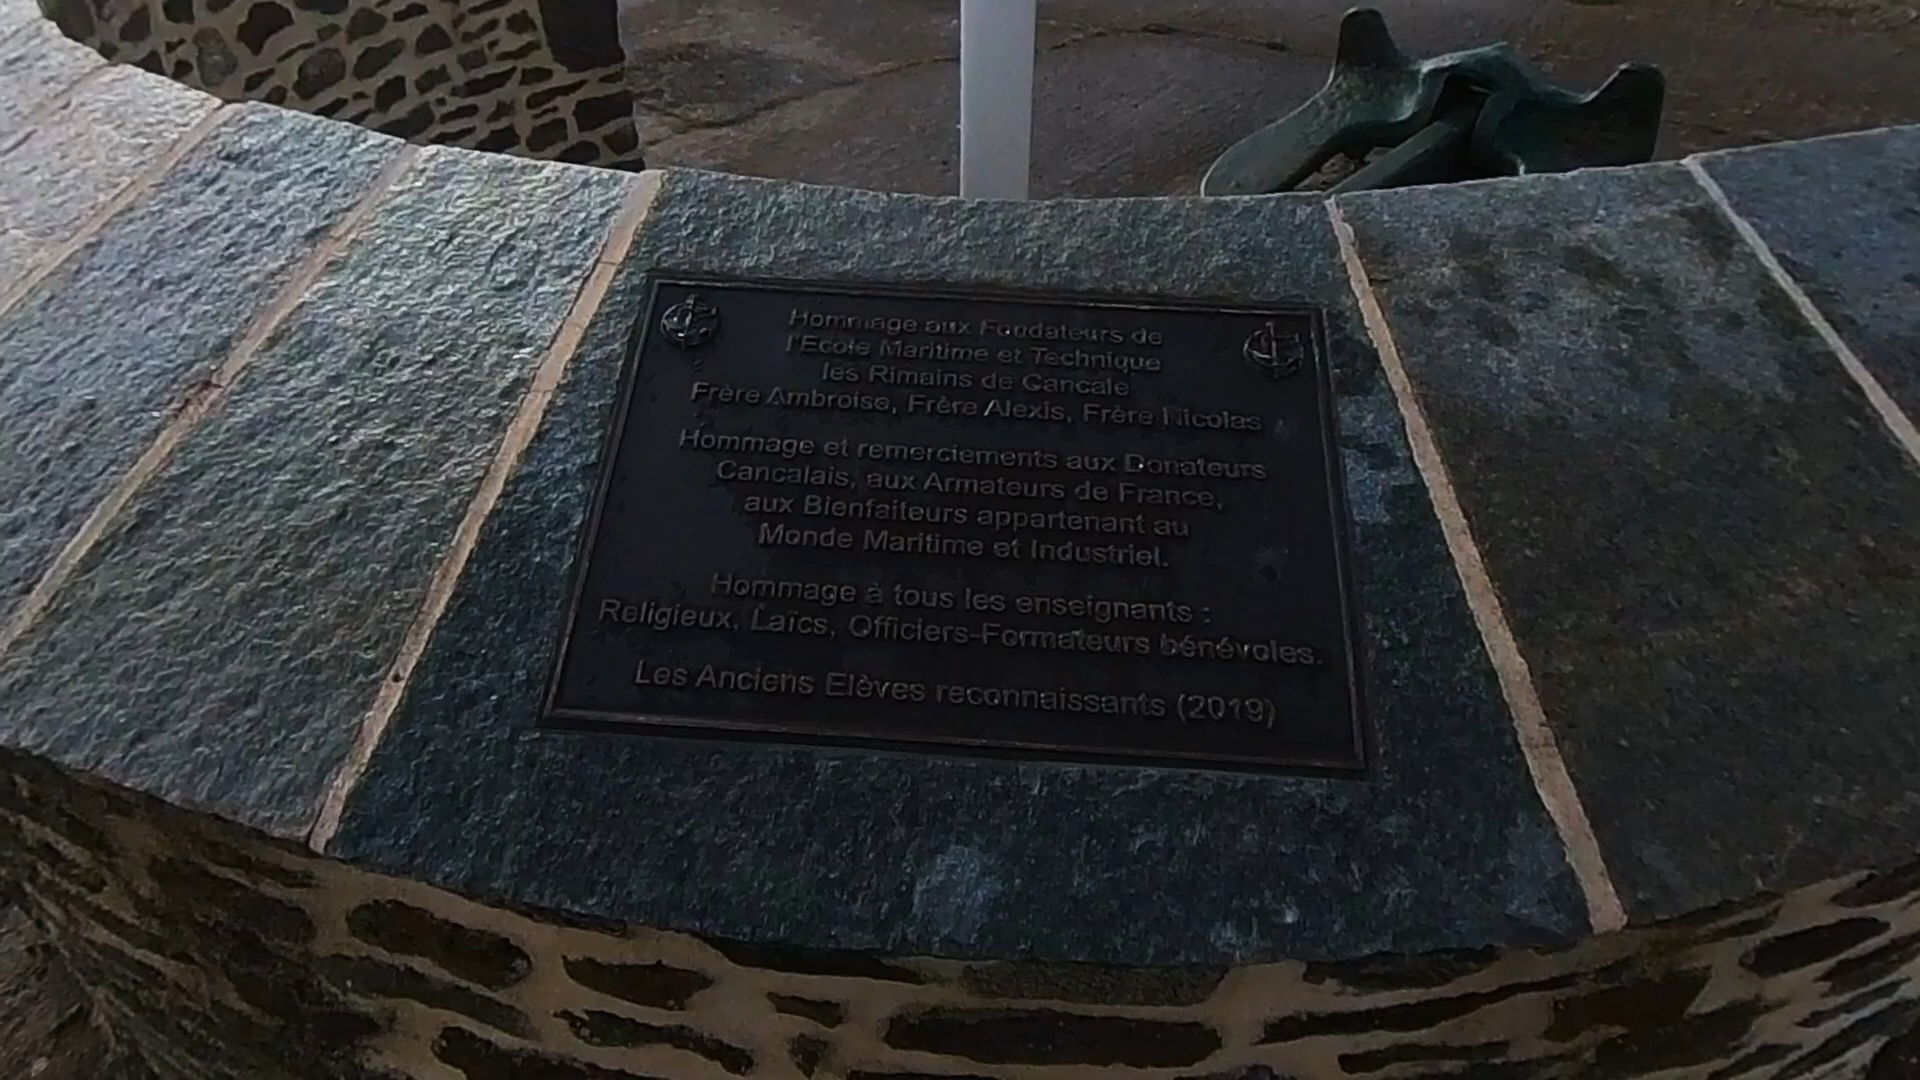 Hommage aux Fondateurs de
l'Ecole Maritime et Technique
les Rimains de Cancale
Frère Ambroise, Frère Alexis, Frère Nicolas
Hommage et remerciements aux Donateurs
Cancalais, aux Armateurs de France,
aux Bienfaiteurs appartenant au
Monde Maritime et Industriel.
Hommage à tous les enseignants :
Religieux, Laïcs, Officiers-Formateurs bénévoles.
Les Anciens Elèves reconnaissants (2019)